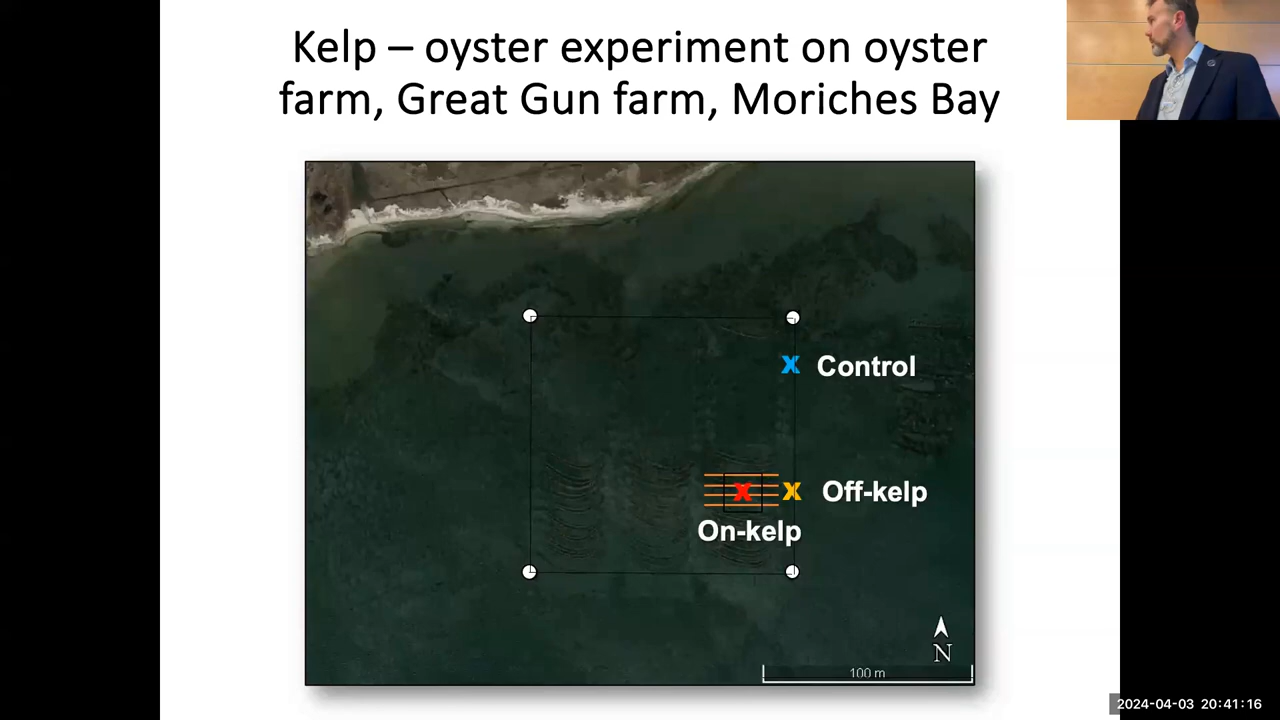 Kelp – oyster experiment on oyster
farm, Great Gun farm, Moriches Bay
X Control
X X Off-kelp
On-kelp
N
100 m
2024-04-03 20:41:16